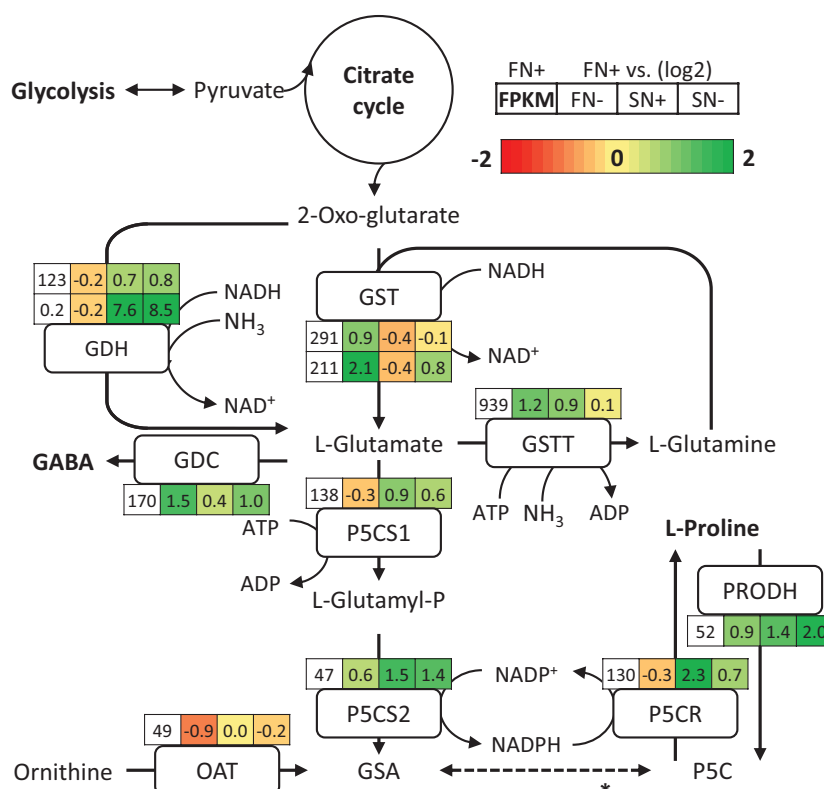 FN+ FN+ vs. (log2)
FPKM FN- SN+ SN-
Glycolysis Pyruvate Citrate cycle
-2 0 2
2-Oxo-glutarate
123 -0.2 0.7 0.8
0.2 -0.2 7.6 8.5
GDH
NADH
NH3
NAD+
GST
NADH
291 0.9 -0.4 -0.1
211 2.1 -0.4 0.8
NAD+
939 1.2 0.9 0.1
GABA GDC L-Glutamate GSTT L-Glutamine
170 1.5 0.4 1.0
138 -0.3 0.9 0.6
ATP P5CS1 ADP
ATP NH3 ADP
L-Proline
PRODH
52 0.9 1.4 2.0
L-Glutamyl-P
47 0.6 1.5 1.4
P5CS2
NADP+
NADPH
130 -0.3 2.3 0.7
P5CR
49 -0.9 0.0 -0.2
Ornithine OAT GSA P5C
*